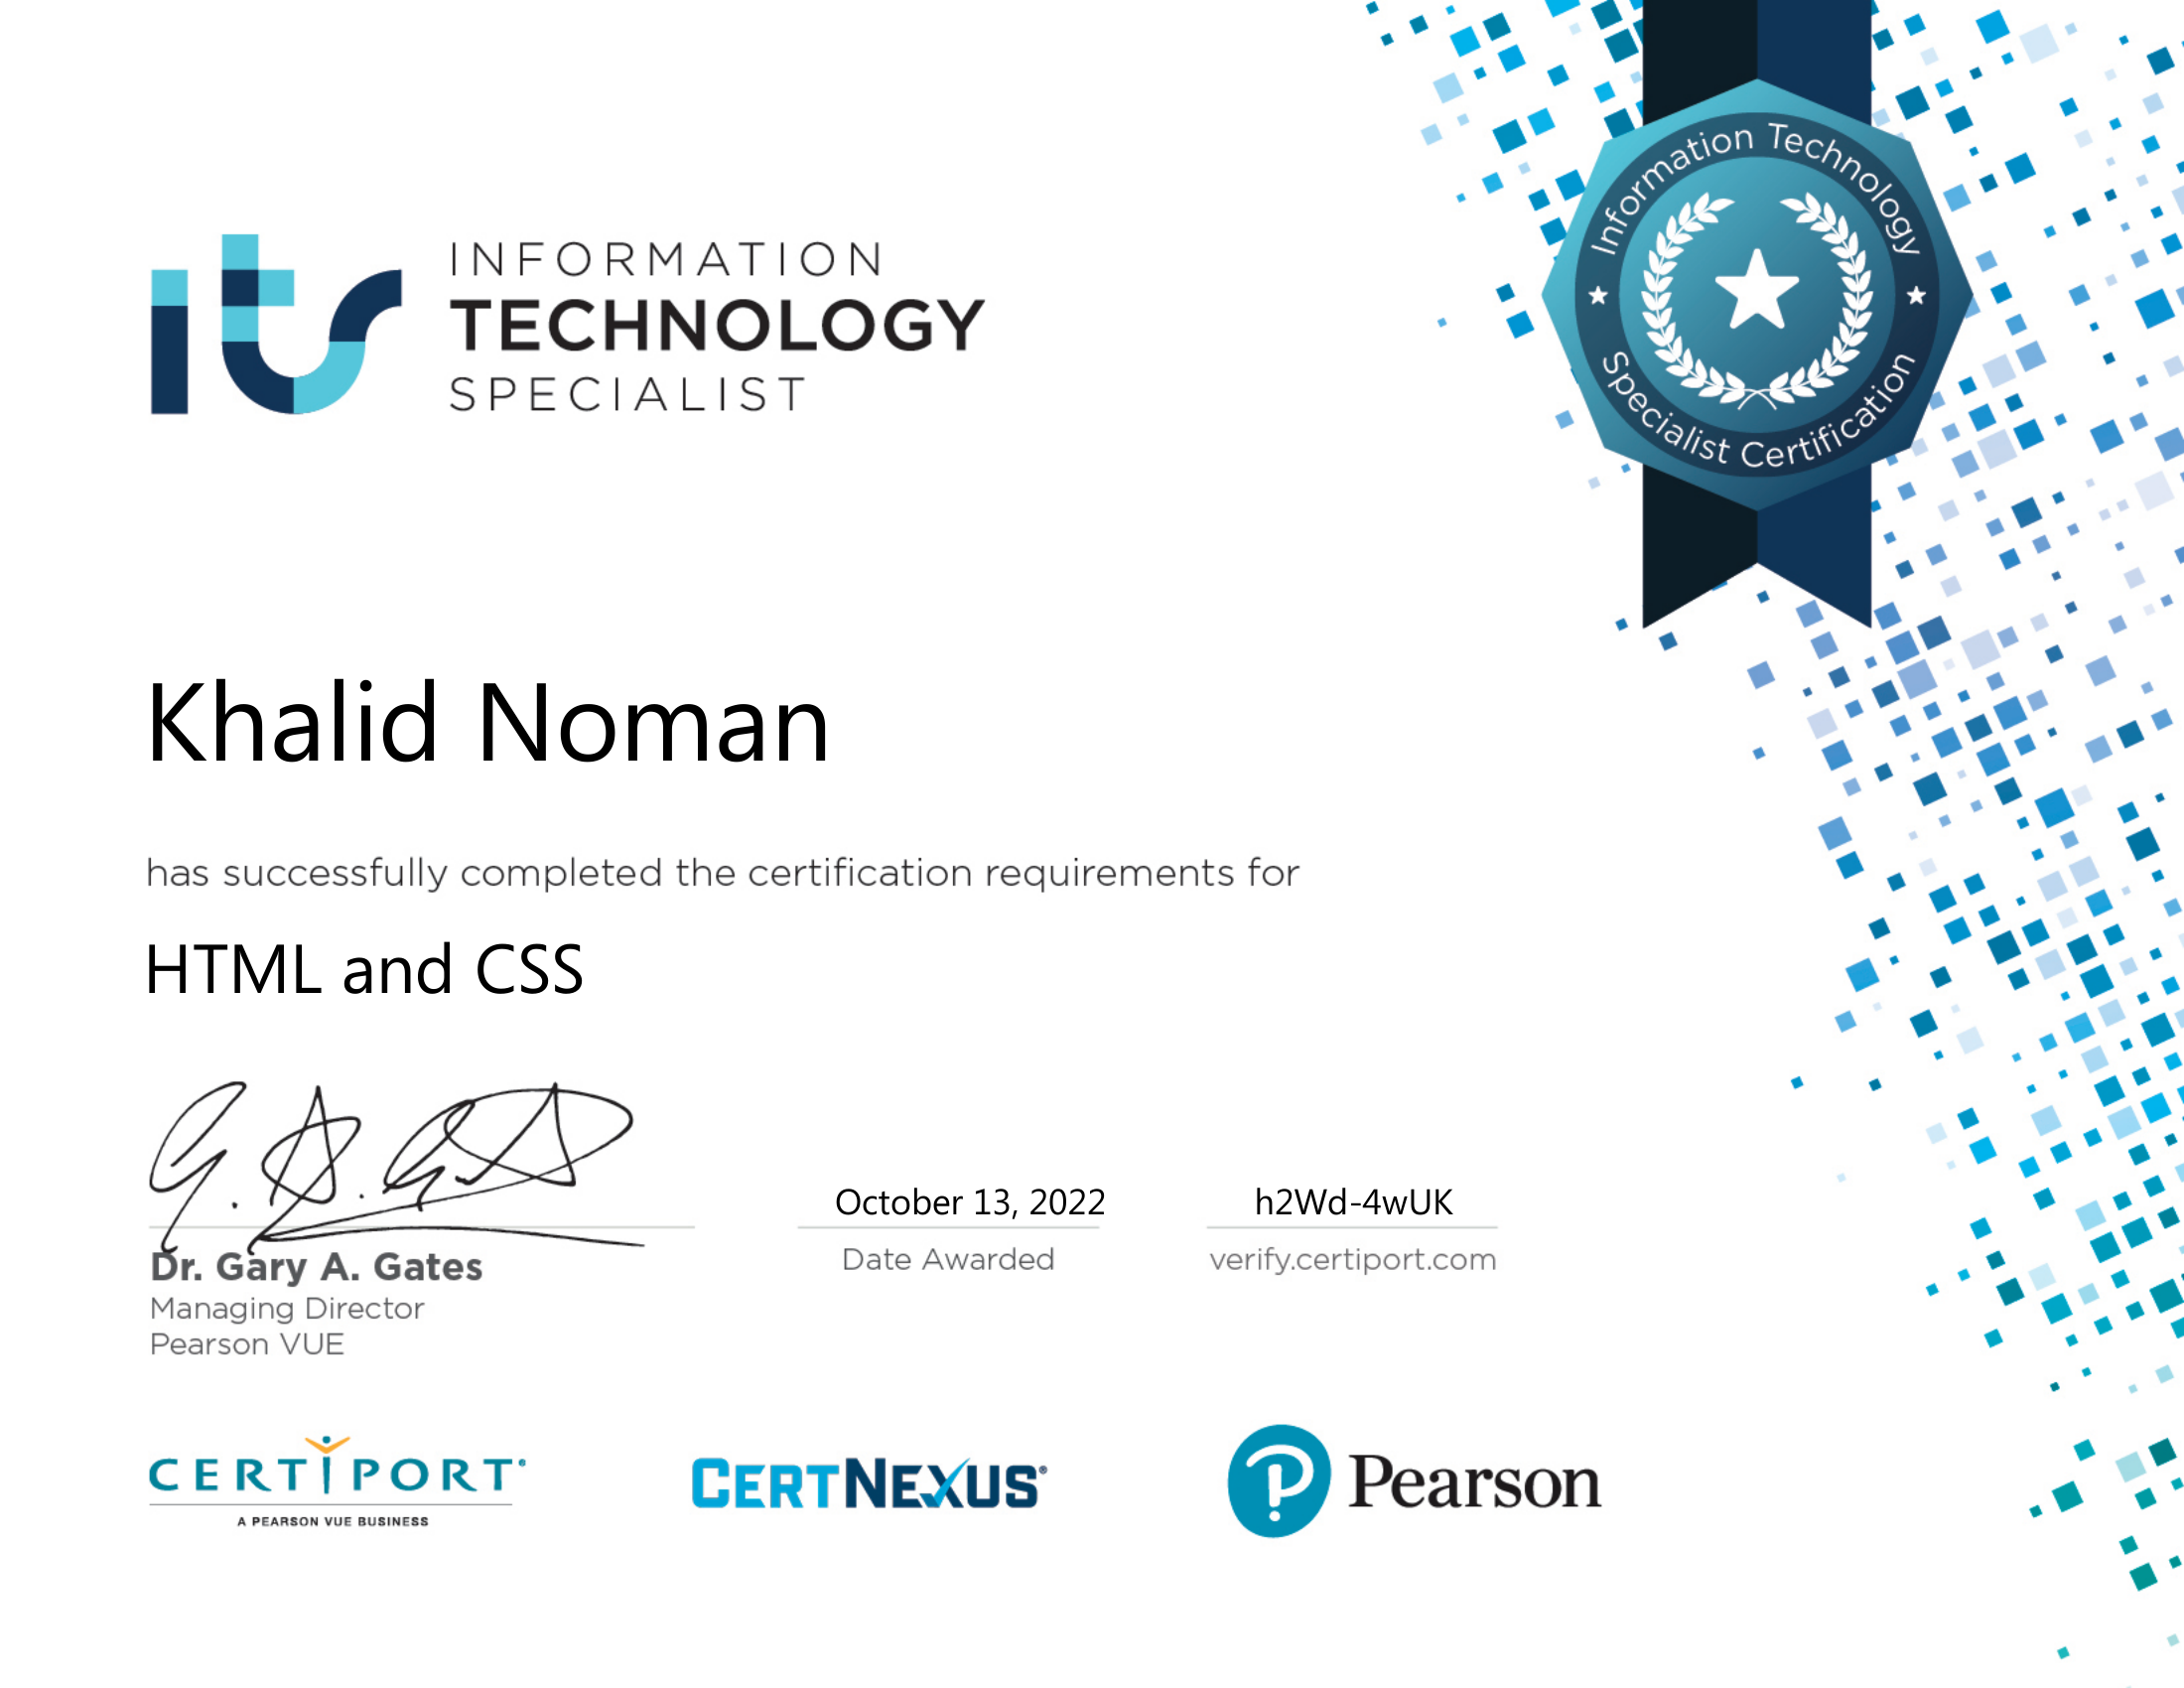 its
INFORMATION
TECHNOLOGY
SPECIALIST
Information Technology
Specialist Certification
Khalid Noman
has successfully completed the certification requirements for
HTML and CSS
October 13, 2022
h2Wd-4wUK
Dr. Gary A. Gates
Date Awarded
verify.certiport.com
Managing Director
Pearson VUE
CERTIPORT
A PEARSON VUE BUSINESS
CERTNEXUS®
Pearson